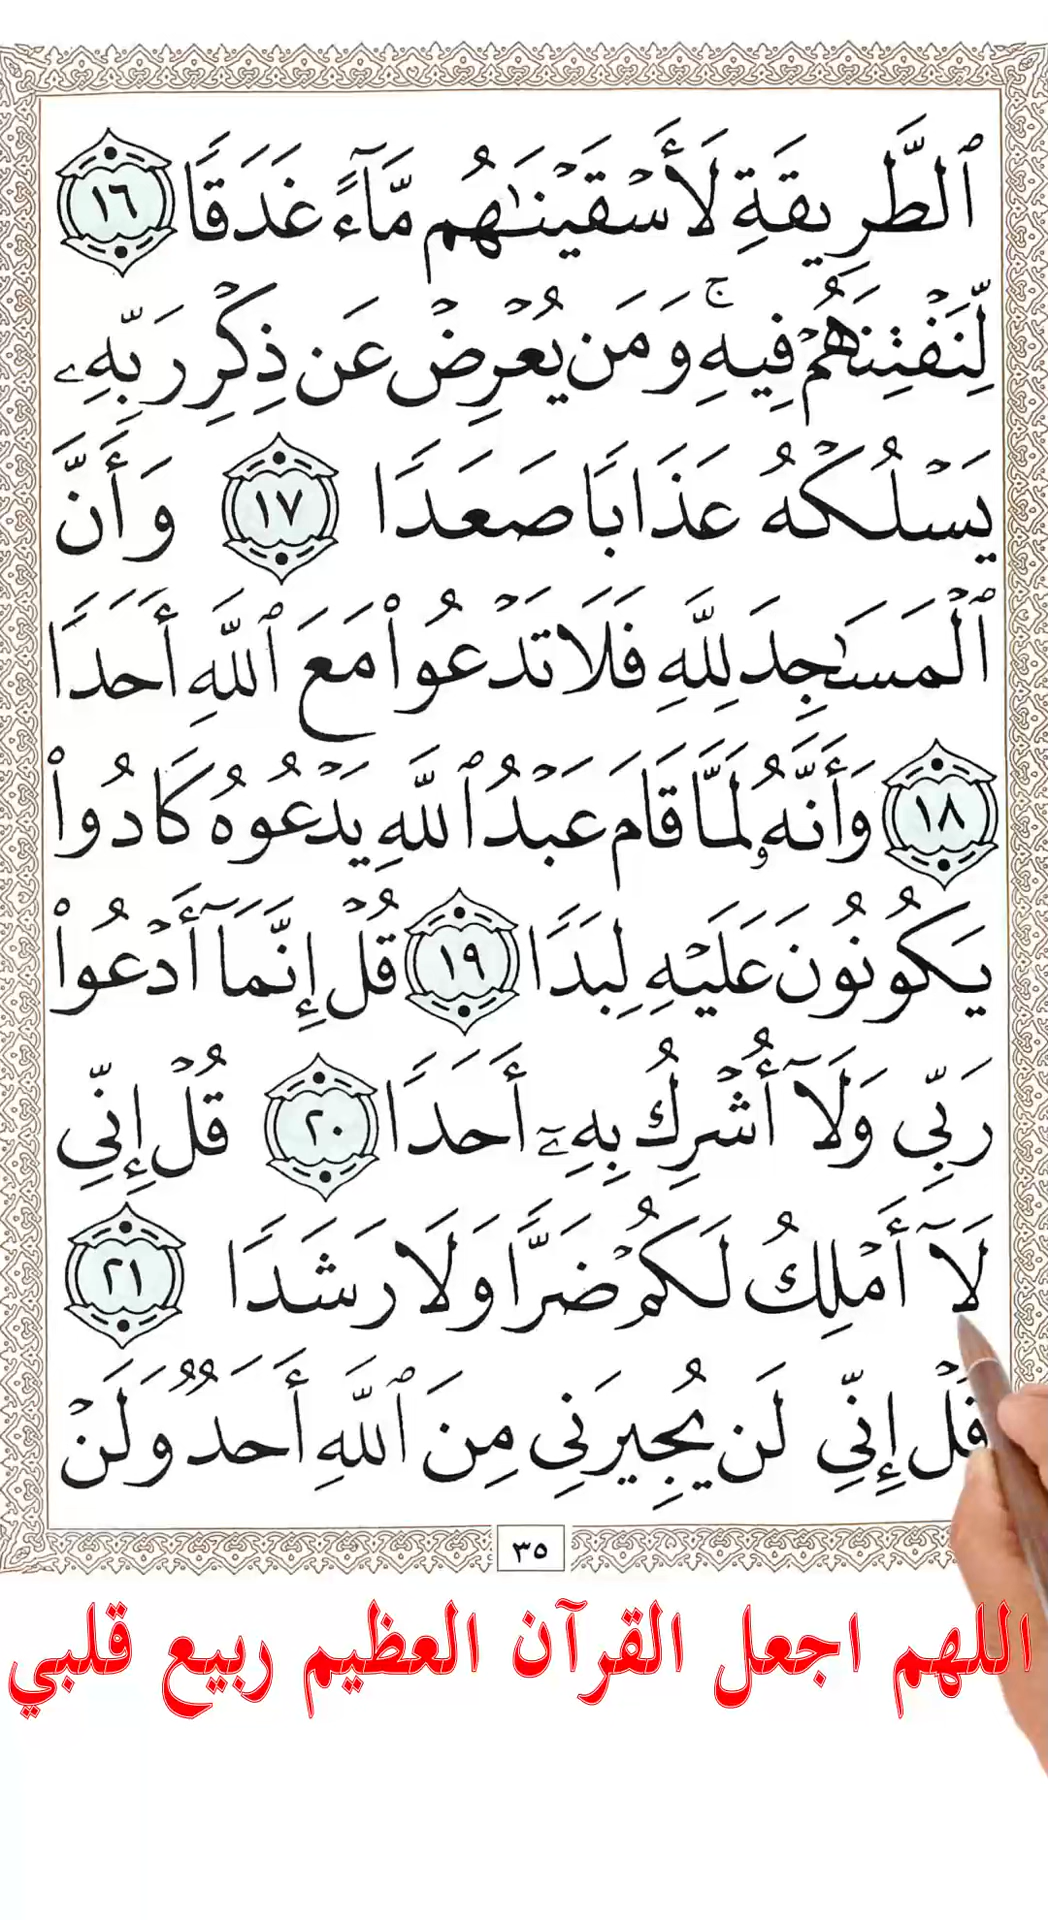 ٱلطَّرِيقَةِ لَأَسۡقَيۡنَٰهُم مَّآءً غَدَقٗا ١٦
لِّنَفۡتِنَهُمۡ فِيهِۚ وَمَن يُعۡرِضۡ عَن ذِكۡرِ رَبِّهِۦ
يَسۡلُكۡهُ عَذَابٗا صَعَدٗا ١٧ وَأَنَّ
ٱلۡمَسَٰجِدَ لِلَّهِ فَلَا تَدۡعُواْ مَعَ ٱللَّهِ أَحَدٗا
١٨ وَأَنَّهُۥ لَمَّا قَامَ عَبۡدُ ٱللَّهِ يَدۡعُوهُ كَادُواْ
يَكُونُونَ عَلَيۡهِ لِبَدٗا ١٩ قُلۡ إِنَّمَآ أَدۡعُواْ
رَبِّي وَلَآ أُشۡرِكُ بِهِۦٓ أَحَدٗا ٢٠ قُلۡ إِنِّي
لَآ أَمۡلِكُ لَكُمۡ ضَرّٗا وَلَا رَشَدٗا ٢١
قُلۡ إِنِّي لَن يُجِيرَنِي مِنَ ٱللَّهِ أَحَدٞ وَلَنۡ
٣٥
اللهم اجعل القرآن العظيم ربيع قلبي